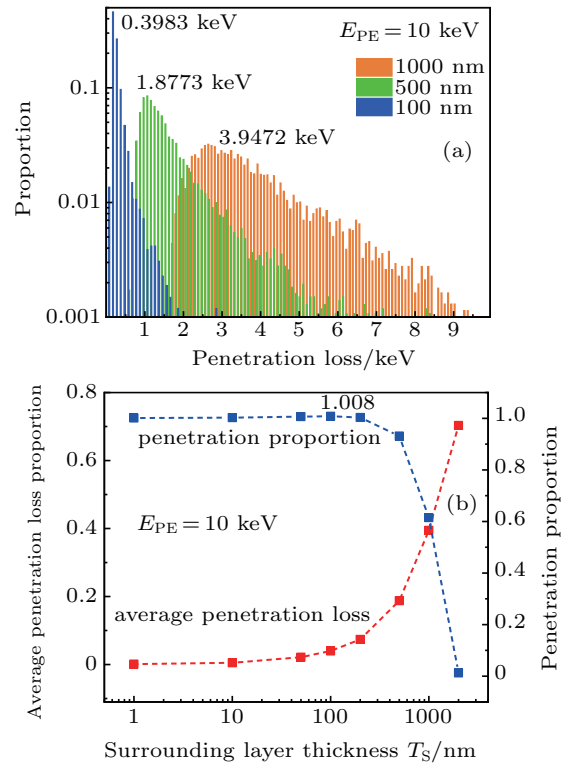 0.3983 keV
E_PE = 10 keV
1000 nm
500 nm
100 nm
1.8773 keV
3.9472 keV
(a)
0.1
0.01
0.001
Proportion
1 2 3 4 5 6 7 8 9
Penetration loss/keV
0.8
0.6
0.4
0.2
0
Average penetration loss proportion
1.008
penetration proportion
(b)
E_PE = 10 keV
average penetration loss
1.0
0.8
0.6
0.4
0.2
0
Penetration proportion
1 10 100 1000
Surrounding layer thickness T_S/nm